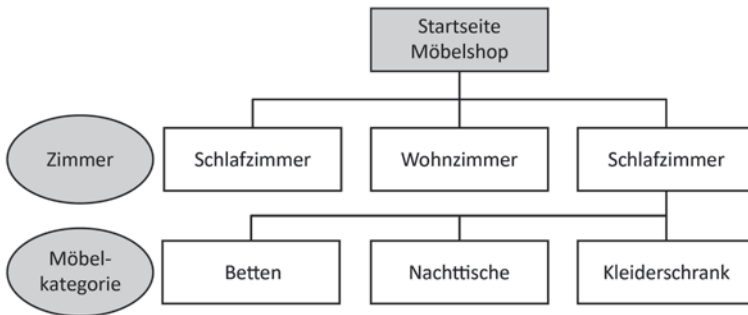 Startseite
Möbelshop
Zimmer
Schlafzimmer
Wohnzimmer
Schlafzimmer
Möbel-
kategorie
Betten
Nachttische
Kleiderschrank